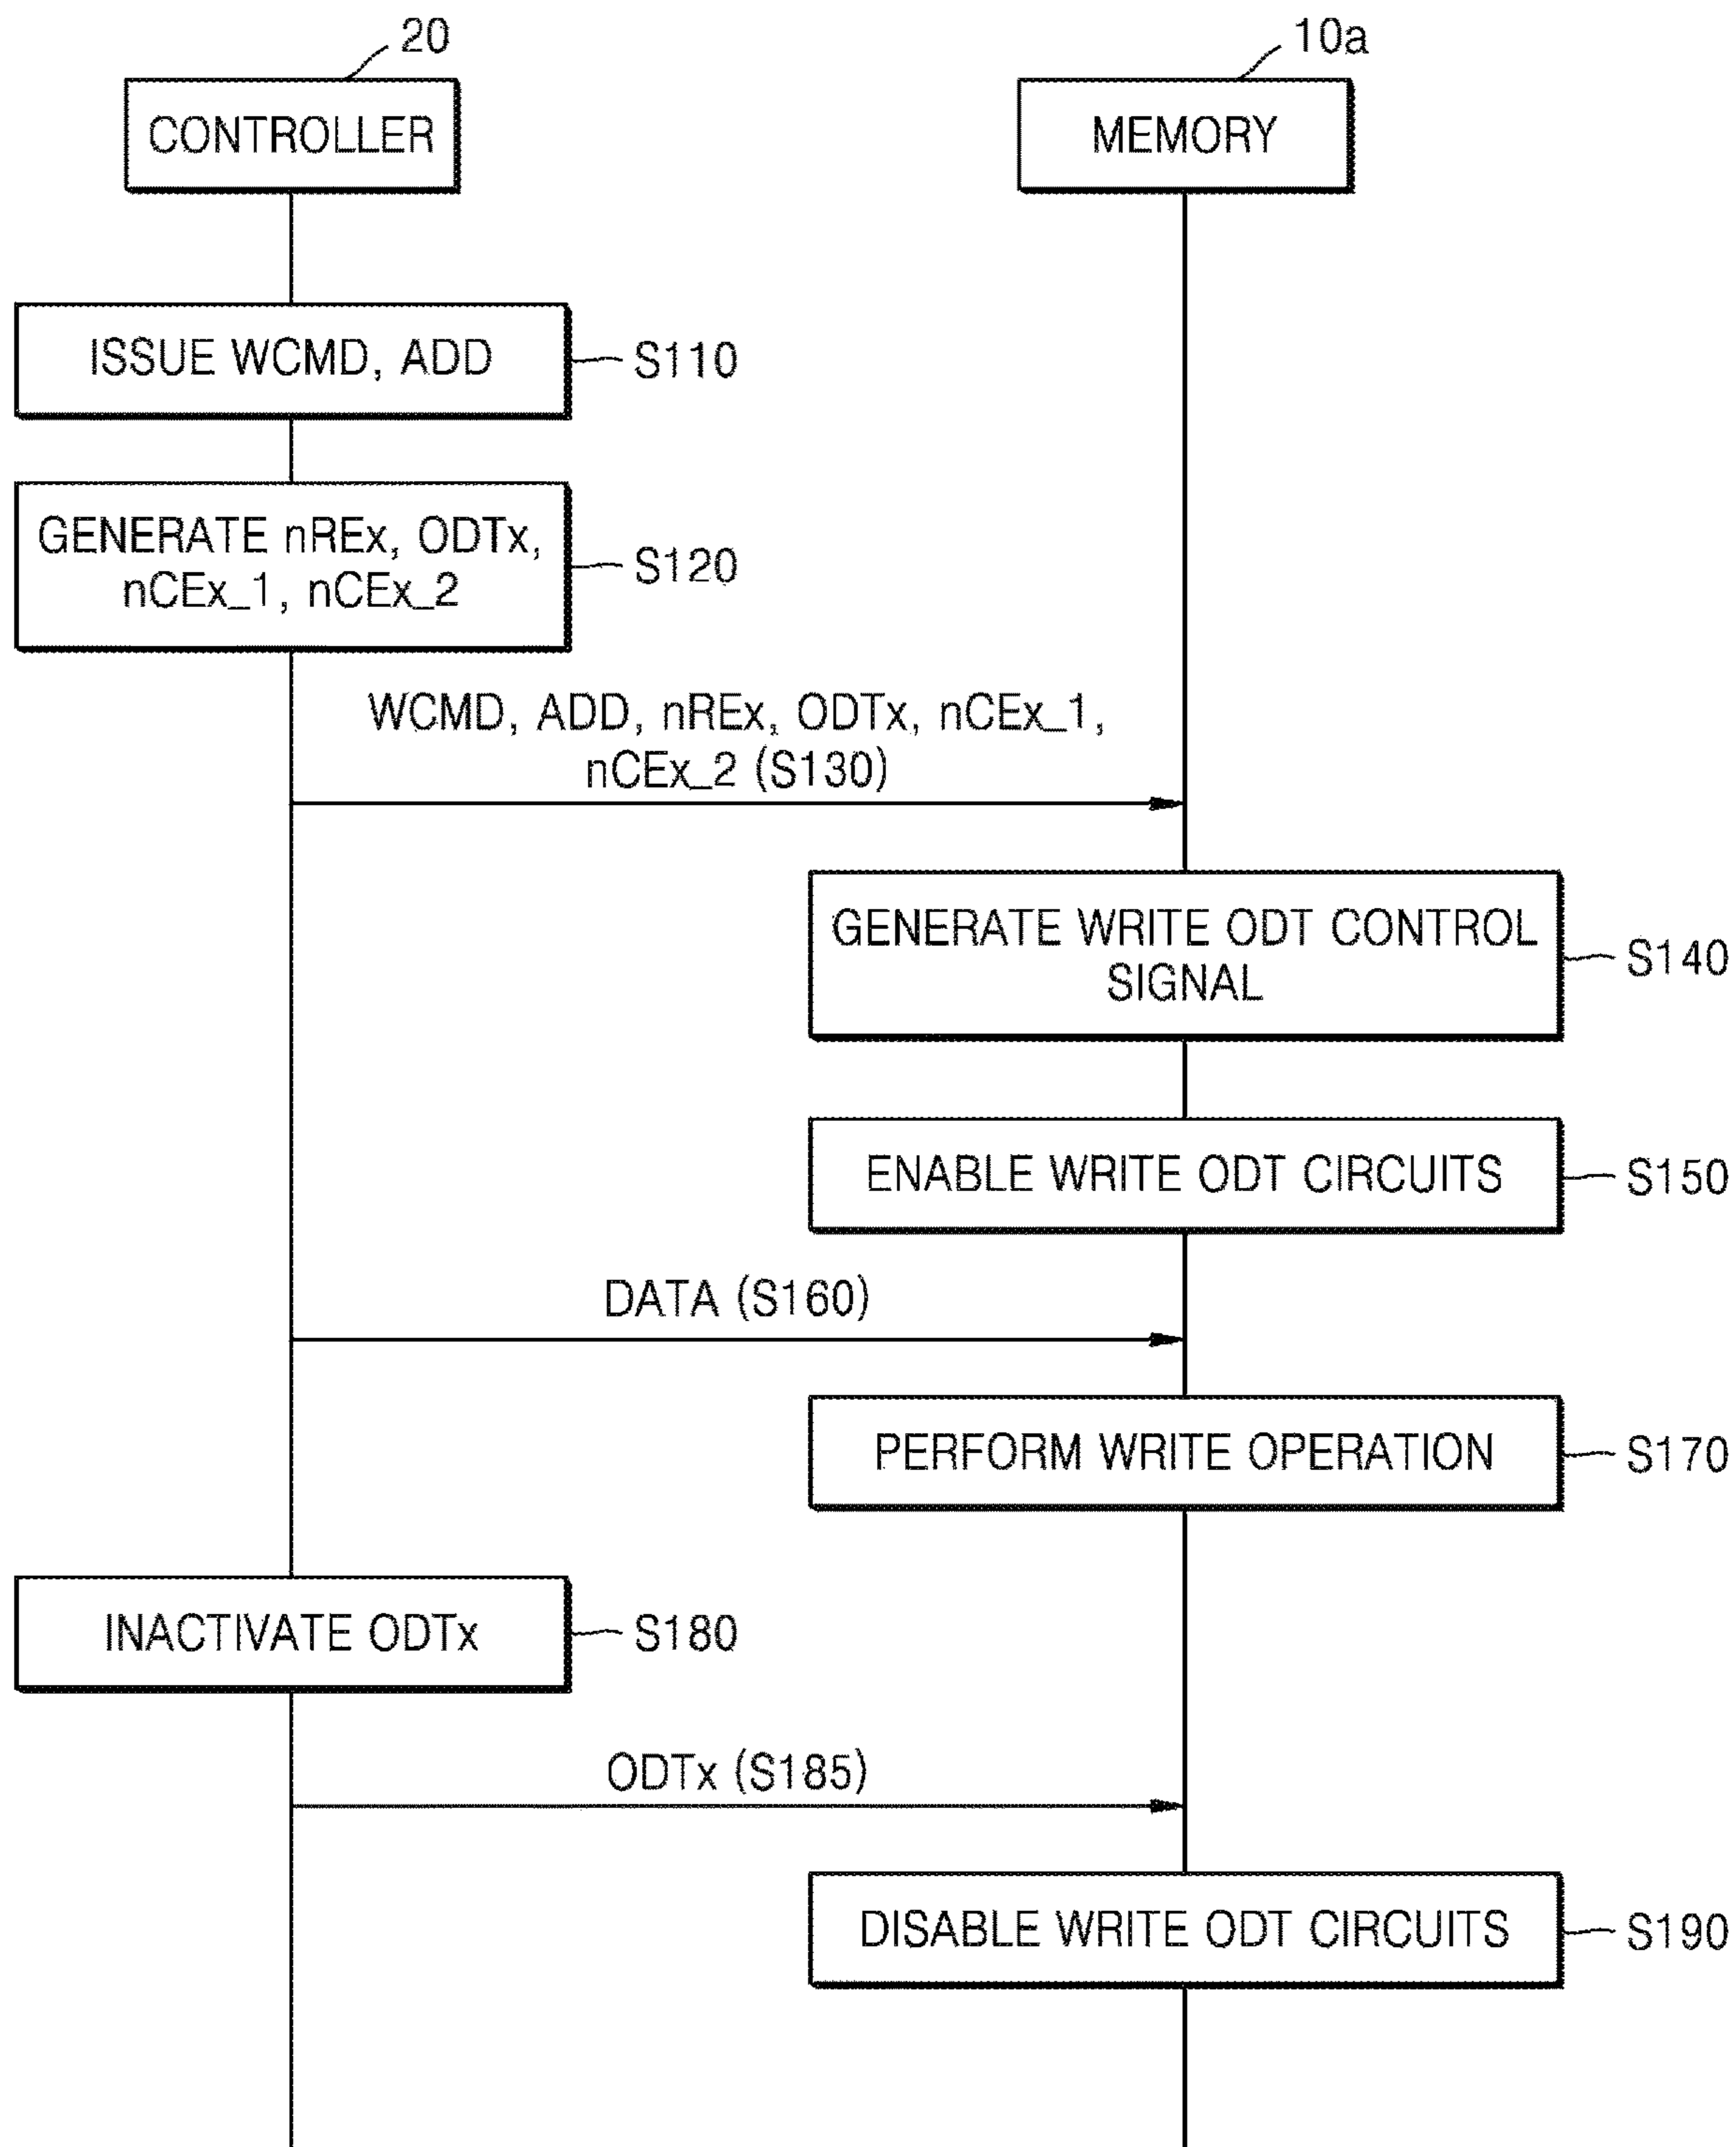 20
10a
CONTROLLER
MEMORY
ISSUE WCMD, ADD
S110
GENERATE nREx, ODTx,
nCEx_1, nCEx_2
S120
WCMD, ADD, nREx, ODTx, nCEx_1,
nCEx_2 (S130)
GENERATE WRITE ODT CONTROL
SIGNAL
S140
ENABLE WRITE ODT CIRCUITS
S150
DATA (S160)
PERFORM WRITE OPERATION
S170
INACTIVATE ODTx
S180
ODTx (S185)
DISABLE WRITE ODT CIRCUITS
S190